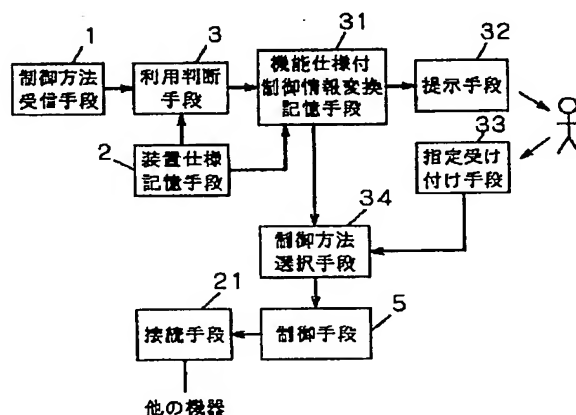 1
制御方法
受信手段
3
利用判断
手段
31
機能仕様付
制御情報変換
記憶手段
32
提示手段
2
装置仕様
記憶手段
33
指定受け
付け手段
34
制御方法
選択手段
21
接続手段
5
制御手段
他の機器